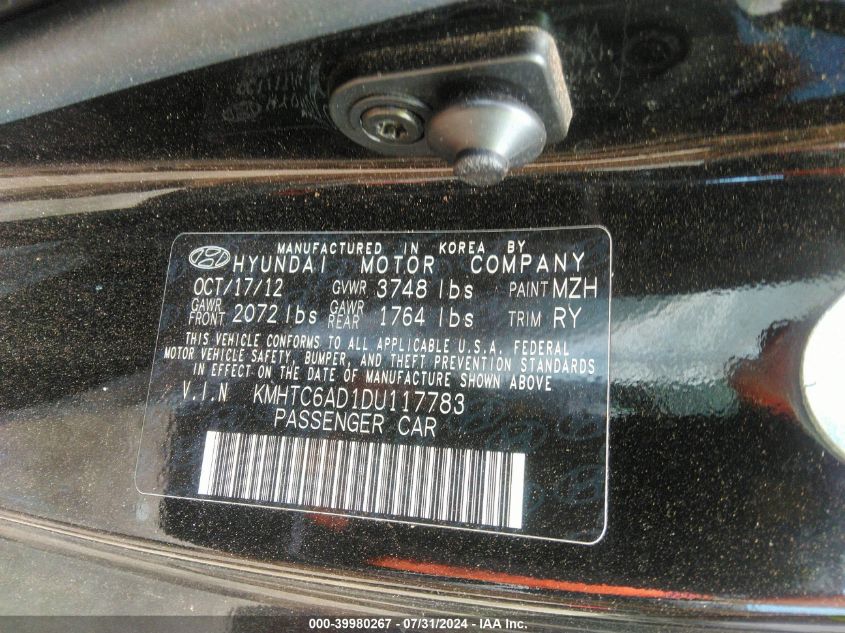 MANUFACTURED IN KOREA BY
HYUNDAI MOTOR COMPANY
OCT/17/12 GVWR 3748 lbs PAINT MZH
GAWR FRONT 2072 lbs GAWR REAR 1764 lbs TRIM RY
THIS VEHICLE CONFORMS TO ALL APPLICABLE U.S.A. FEDERAL
MOTOR VEHICLE SAFETY, BUMPER, AND THEFT PREVENTION STANDARDS
IN EFFECT ON THE DATE OF MANUFACTURE SHOWN ABOVE
V.I.N KMHTC6AD1DU117783
PASSENGER CAR
000-39980267 - 07/31/2024 - IAA Inc.